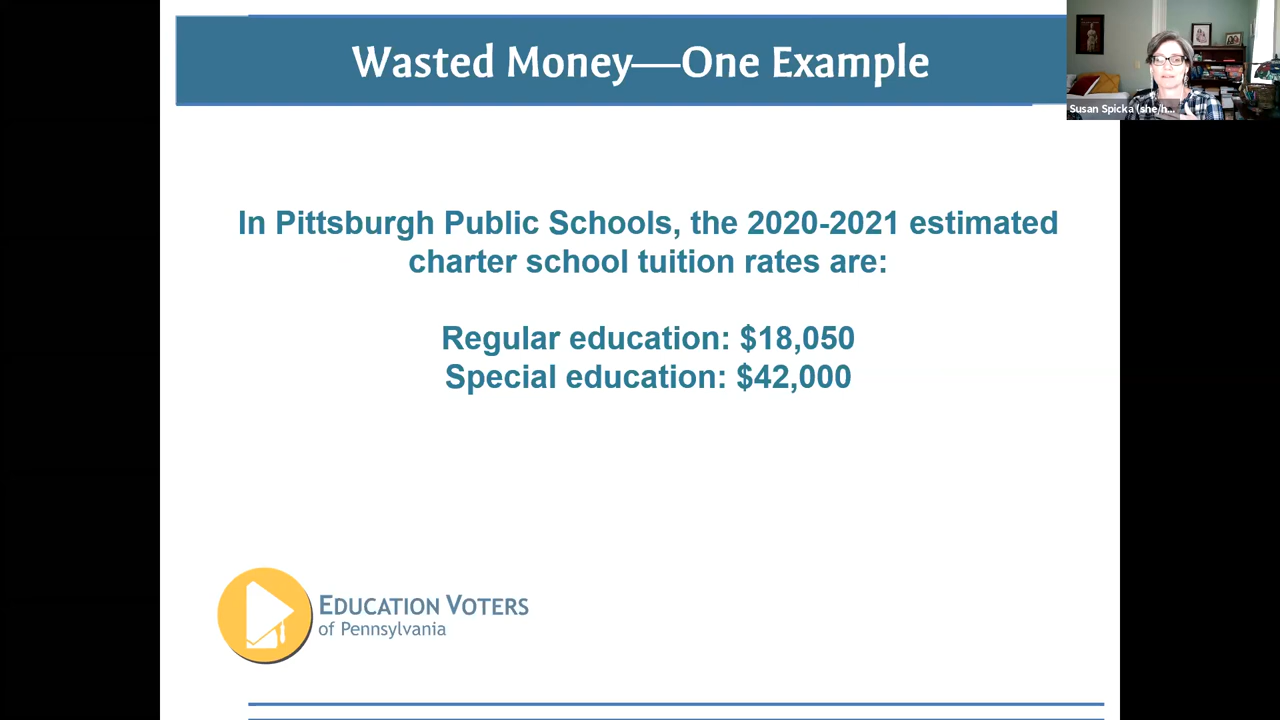 Wasted Money—One Example
Susan Spicka (she/h...
In Pittsburgh Public Schools, the 2020-2021 estimated
charter school tuition rates are:
Regular education: $18,050
Special education: $42,000
EDUCATION VOTERS
of Pennsylvania